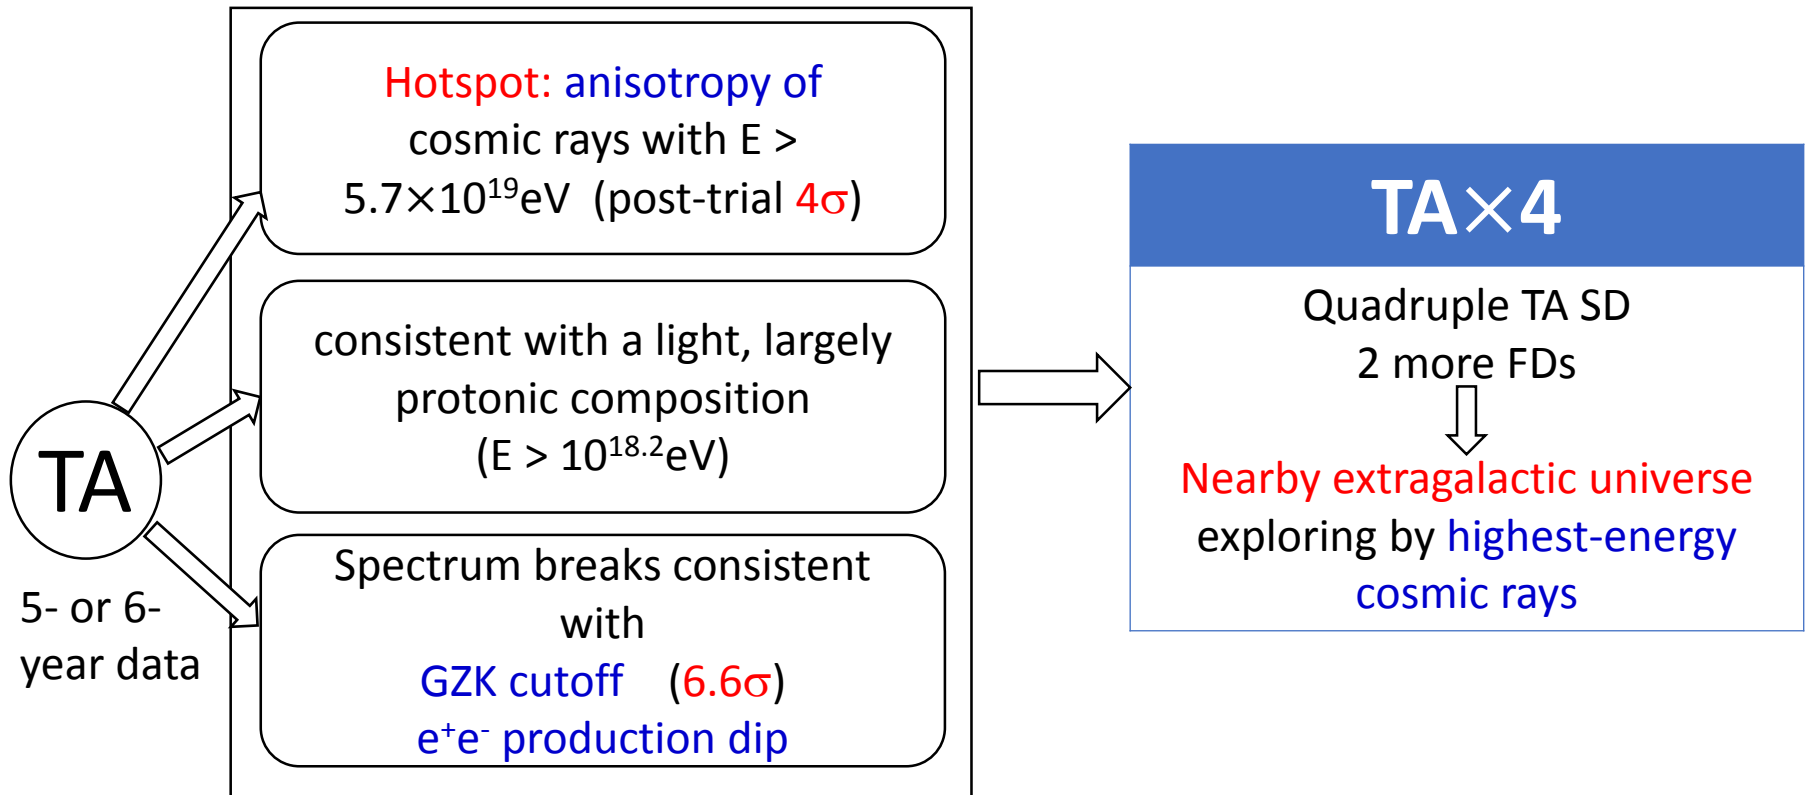 TA
5- or 6-
year data
Hotspot: anisotropy of
cosmic rays with E >
5.7×10¹⁹eV (post-trial 4σ)
consistent with a light, largely
protonic composition
(E > 10¹⁸·²eV)
Spectrum breaks consistent
with
GZK cutoff (6.6σ)
e⁺e⁻ production dip
TA×4
Quadruple TA SD
2 more FDs
Nearby extragalactic universe
exploring by highest-energy
cosmic rays